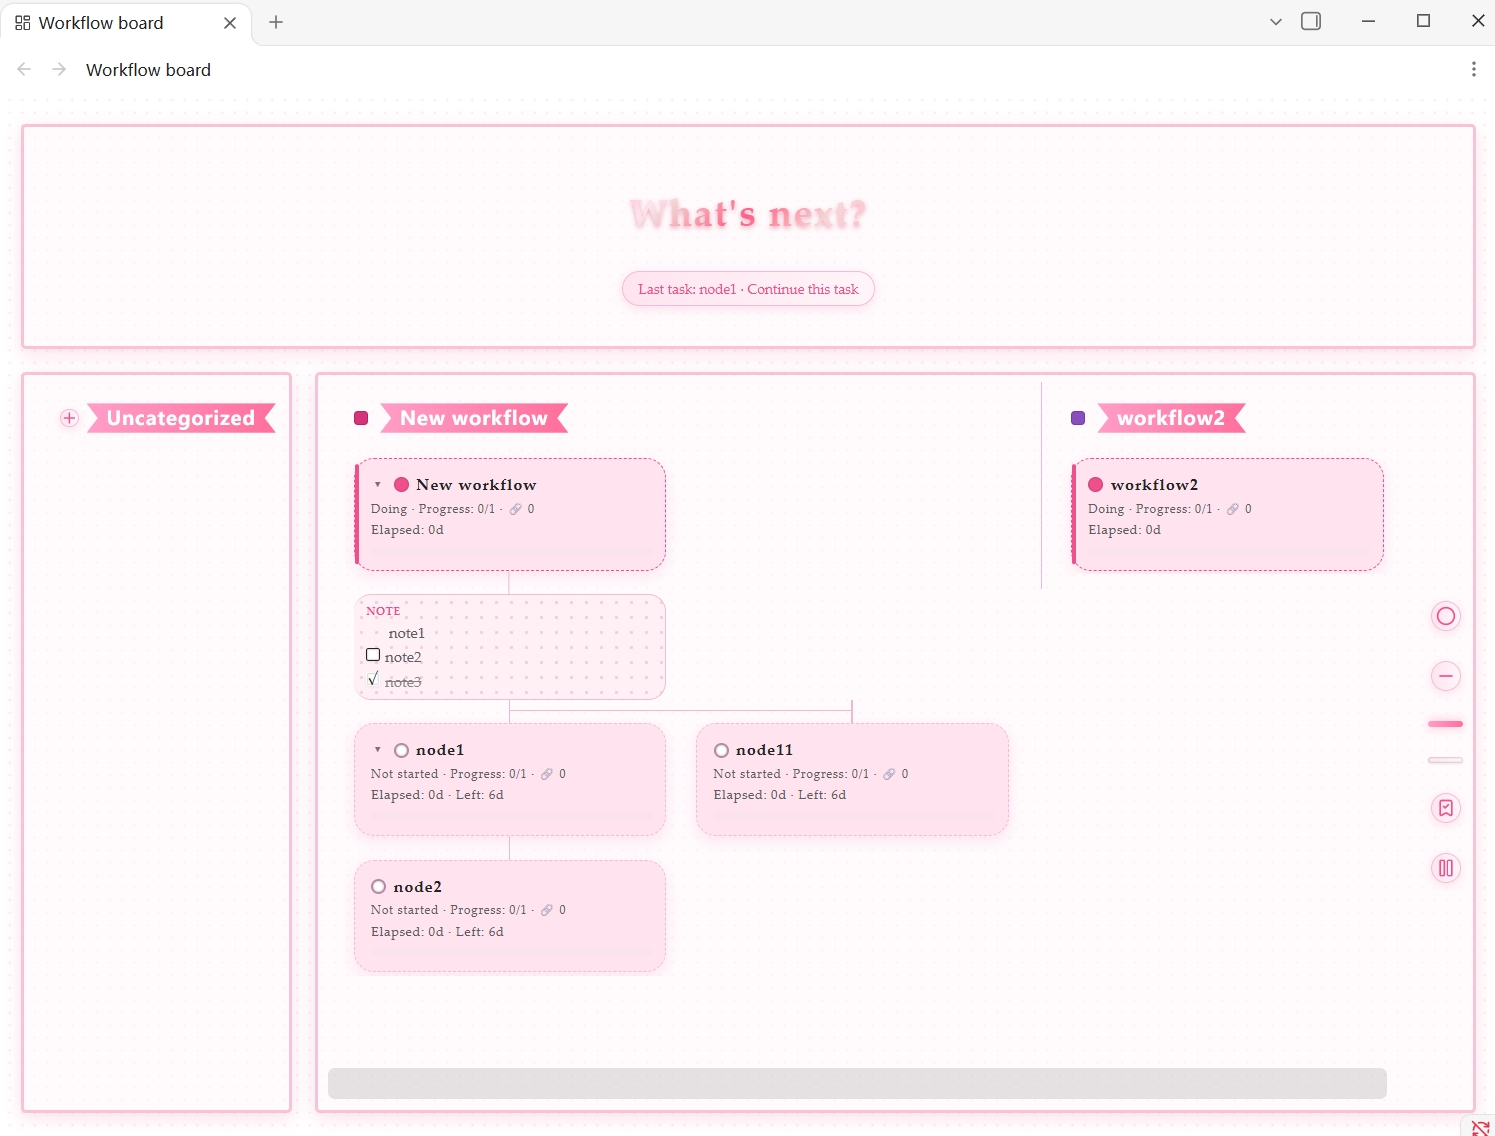 Workflow board
Workflow board
What's next?
Last task: node1 · Continue this task
Uncategorized
New workflow
New workflow
Doing · Progress: 0/1 · 🔗 0
Elapsed: 0d
NOTE
note1
note2
note3
node1
Not started · Progress: 0/1 · 🔗 0
Elapsed: 0d · Left: 6d
node11
Not started · Progress: 0/1 · 🔗 0
Elapsed: 0d · Left: 6d
node2
Not started · Progress: 0/1 · 🔗 0
Elapsed: 0d · Left: 6d
workflow2
workflow2
Doing · Progress: 0/1 · 🔗 0
Elapsed: 0d